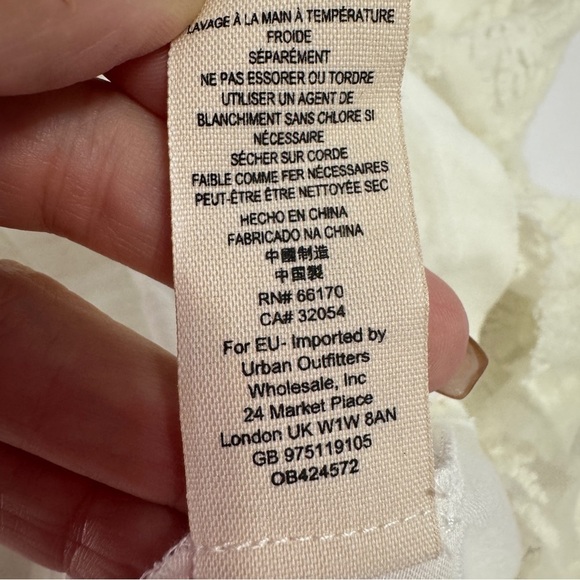 LAVAGE À LA MAIN À TEMPÉRATURE
FROIDE
SÉPARÉMENT
NE PAS ESSORER OU TORDRE
UTILISER UN AGENT DE
BLANCHIMENT SANS CHLORE SI
NÉCESSAIRE
SÉCHER SUR CORDE
FAIBLE COMME FER NÉCESSAIRES
PEUT-ÊTRE ÊTRE NETTOYÉE SEC
HECHO EN CHINA
FABRICADO NA CHINA
中國制造
中国製
RN# 66170
CA# 32054
For EU- Imported by
Urban Outfitters
Wholesale, Inc
24 Market Place
London UK W1W 8AN
GB 975119105
OB424572